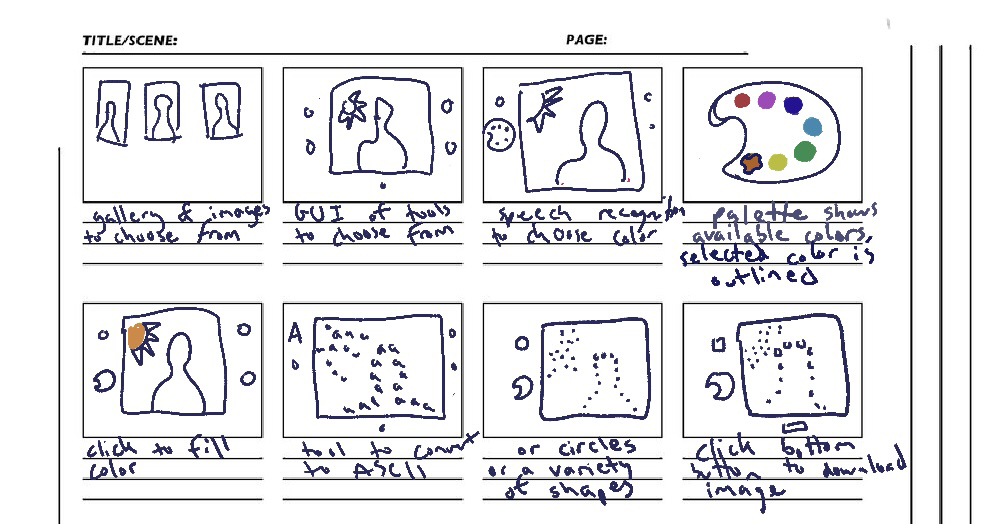 TITLE/SCENE: PAGE:
gallery of images
to choose from
GUI of tools
to choose from
speech recognition
to choose color
palette shows
available colors,
selected color is
outlined
click to fill
color
A
ana
a a a a a
a a
a a
a a a a a a
tool to convert
to ASCII
or circles
or a variety
of shapes
click bottom
button to download
image